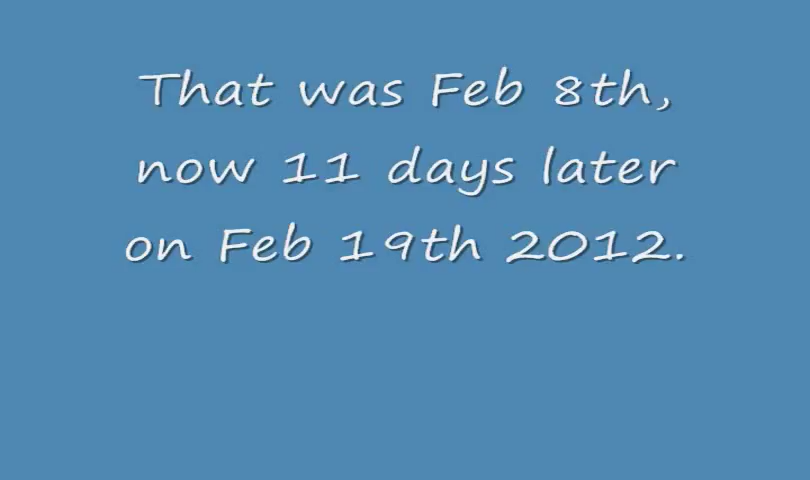 That was Feb 8th,
now 11 days later
on Feb 19th 2012.